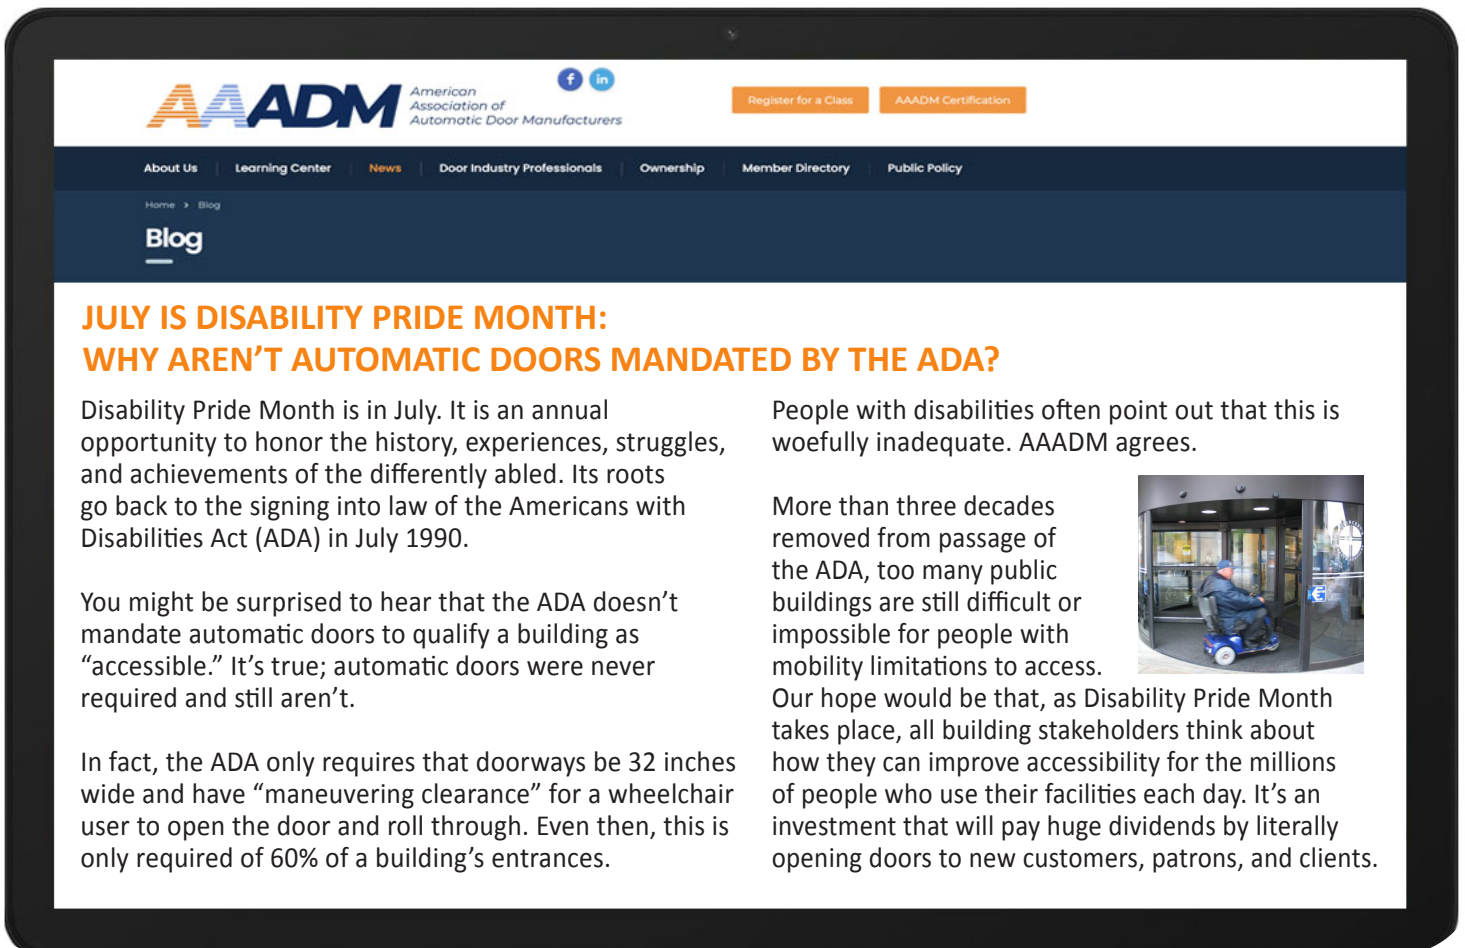 AAADM
American
Association of
Automatic Door Manufacturers
f
in
Register for a Class
AAADM Certification
About Us
Learning Center
News
Door Industry Professionals
Ownership
Member Directory
Public Policy
Home > Blog
Blog
JULY IS DISABILITY PRIDE MONTH:
WHY AREN’T AUTOMATIC DOORS MANDATED BY THE ADA?
Disability Pride Month is in July. It is an annual
opportunity to honor the history, experiences, struggles,
and achievements of the differently abled. Its roots
go back to the signing into law of the Americans with
Disabilities Act (ADA) in July 1990.
You might be surprised to hear that the ADA doesn’t
mandate automatic doors to qualify a building as
“accessible.” It’s true; automatic doors were never
required and still aren’t.
In fact, the ADA only requires that doorways be 32 inches
wide and have “maneuvering clearance” for a wheelchair
user to open the door and roll through. Even then, this is
only required of 60% of a building’s entrances.
People with disabilities often point out that this is
woefully inadequate. AAADM agrees.
More than three decades
removed from passage of
the ADA, too many public
buildings are still difficult or
impossible for people with
mobility limitations to access.
Our hope would be that, as Disability Pride Month
takes place, all building stakeholders think about
how they can improve accessibility for the millions
of people who use their facilities each day. It’s an
investment that will pay huge dividends by literally
opening doors to new customers, patrons, and clients.